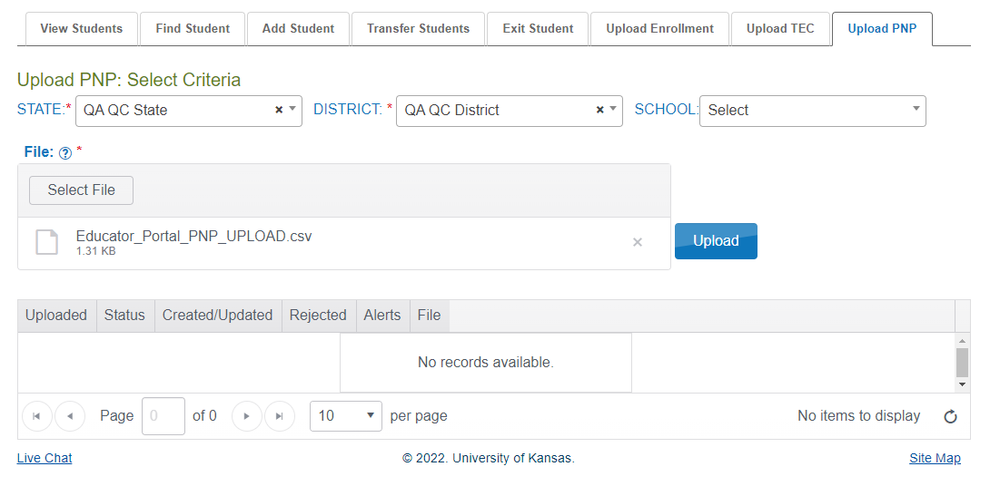 View Students Find Student Add Student Transfer Students Exit Student Upload Enrollment Upload TEC Upload PNP
Upload PNP: Select Criteria
STATE:* QA QC State × DISTRICT: * QA QC District × SCHOOL: Select
File: ? *
Select File
Educator_Portal_PNP_UPLOAD.csv
1.31 KB
Upload
Uploaded Status Created/Updated Rejected Alerts File
No records available.
Page 0 of 0 10 per page No items to display
Live Chat © 2022. University of Kansas. Site Map